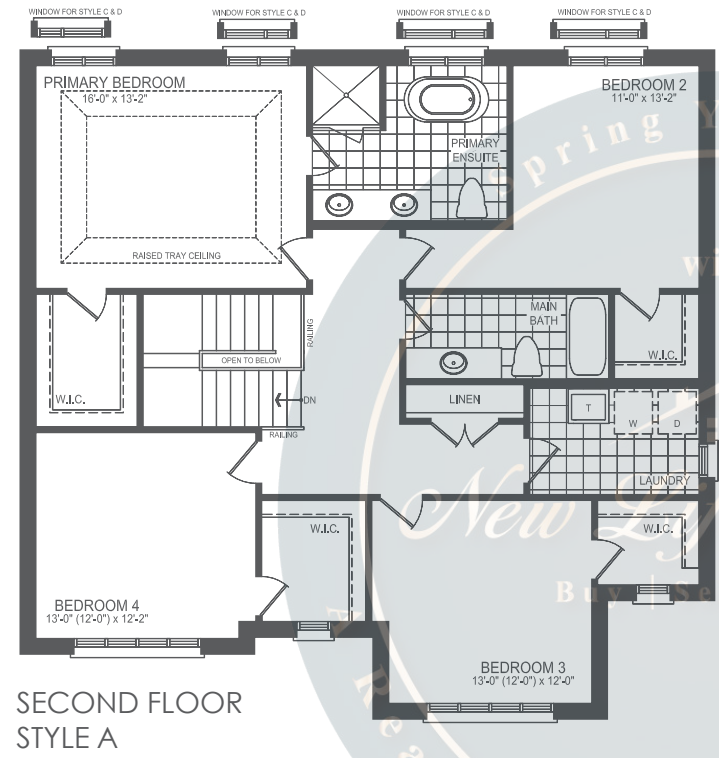 WINDOW FOR STYLE C & D
WINDOW FOR STYLE C & D
WINDOW FOR STYLE C & D
WINDOW FOR STYLE C & D
PRIMARY BEDROOM
16'-0" x 13'-2"
RAISED TRAY CEILING
PRIMARY
ENSUITE
BEDROOM 2
11'-0" x 13'-2"
Spring
W.I.C.
OPEN TO BELOW
RAILING
DN
RAILING
MAIN
BATH
W.I.C.
LINEN
T
W
D
LAUNDRY
New
W.I.C.
W.I.C.
Buy |
BEDROOM 4
13'-0" (12'-0") x 12'-2"
BEDROOM 3
13'-0" (12'-0") x 12'-0"
A
SECOND FLOOR
STYLE A